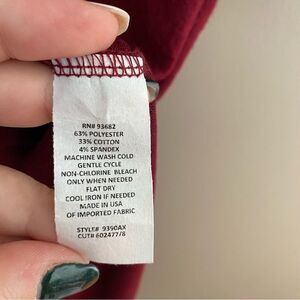 RN# 93682
63% POLYESTER
33% COTTON
4% SPANDEX
MACHINE WASH COLD
GENTLE CYCLE
NON-CHLORINE BLEACH
ONLY WHEN NEEDED
FLAT DRY
COOL IRON IF NEEDED
MADE IN USA
OF IMPORTED FABRIC
STYLE# 9390AX
CUT# 602477/8